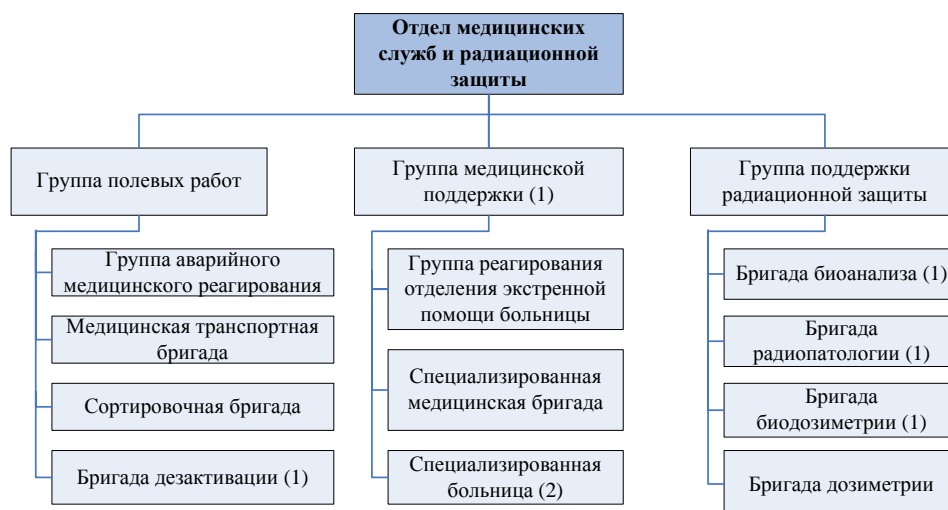 Отдел медицинских
служб и радиационной
защиты
Группа полевых работ
Группа аварийного
медицинского реагирования
Медицинская транспортная
бригада
Сортировочная бригада
Бригада дезактивации (1)
Группа медицинской
поддержки (1)
Группа реагирования
отделения экстренной
помощи больницы
Специализированная
медицинская бригада
Специализированная
больница (2)
Группа поддержки
радиационной защиты
Бригада биоанализа (1)
Бригада
радиопатологии (1)
Бригада
биодозиметрии (1)
Бригада дозиметрии